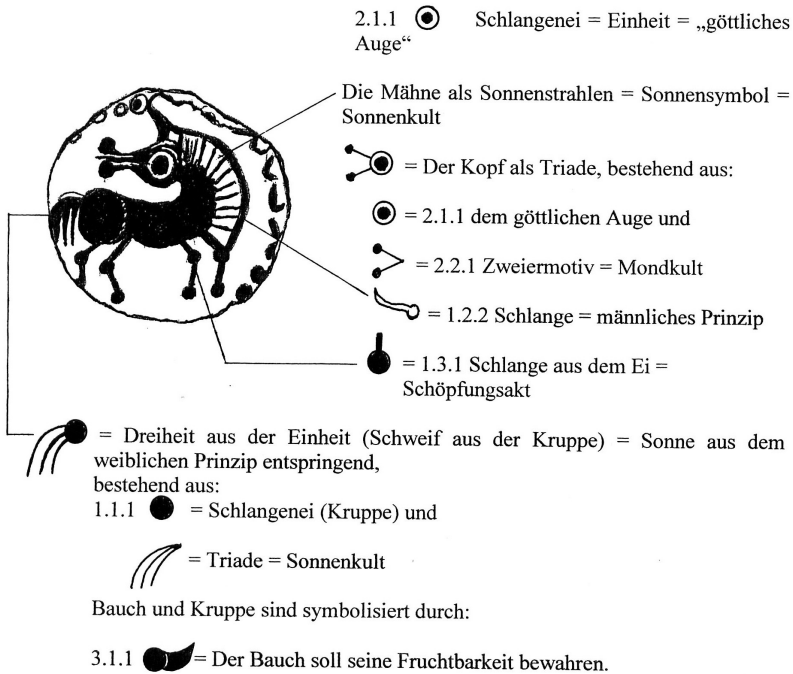 2.1.1 Schlangenei = Einheit = „göttliches
Auge“
Die Mähne als Sonnenstrahlen = Sonnensymbol =
Sonnenkult
= Der Kopf als Triade, bestehend aus:
= 2.1.1 dem göttlichen Auge und
= 2.2.1 Zweiermotiv = Mondkult
= 1.2.2 Schlange = männliches Prinzip
= 1.3.1 Schlange aus dem Ei =
Schöpfungsakt
= Dreiheit aus der Einheit (Schweif aus der Kruppe) = Sonne aus dem
weiblichen Prinzip entspringend,
bestehend aus:
1.1.1 = Schlangenei (Kruppe) und
= Triade = Sonnenkult
Bauch und Kruppe sind symbolisiert durch:
3.1.1 = Der Bauch soll seine Fruchtbarkeit bewahren.